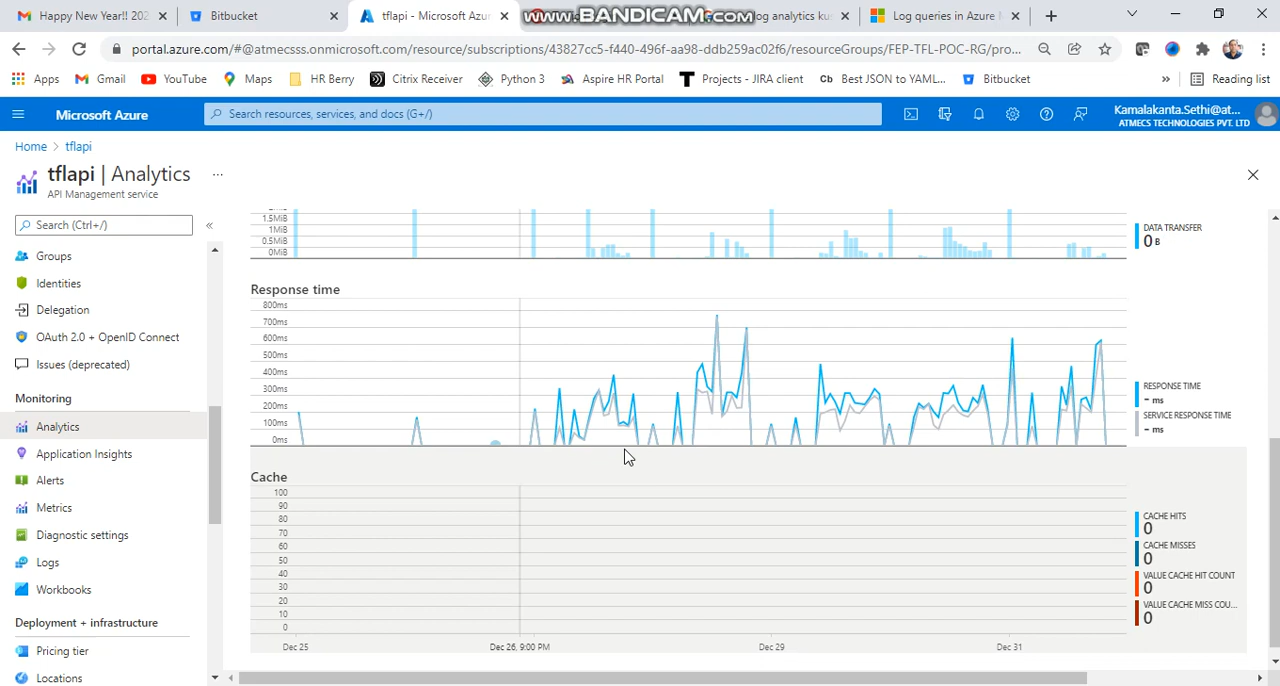 Happy New Year!! 202
Bitbucket
tflapi - Microsoft Azu
WWW.BANDICAM.COM
og analytics ku
Log queries in Azure M
portal.azure.com/#@atmecsss.onmicrosoft.com/resource/subscriptions/43827cc5-f440-496f-aa98-ddb259ac02f6/resourceGroups/FEP-TFL-POC-RG/pro...
Apps
Gmail
YouTube
Maps
HR Berry
Citrix Receiver
Python 3
Aspire HR Portal
Projects - JIRA client
Cb Best JSON to YAML...
Bitbucket
»
Reading list
Microsoft Azure
Search resources, services, and docs (G+/)
Kamalakanta.Sethi@at...
ATMECS TECHNOLOGIES PVT. LTD
Home > tflapi
tflapi | Analytics
...
API Management service
Search (Ctrl+/)
«
Groups
Identities
Delegation
OAuth 2.0 + OpenID Connect
Issues (deprecated)
Monitoring
Analytics
Application Insights
Alerts
Metrics
Diagnostic settings
Logs
Workbooks
Deployment + infrastructure
Pricing tier
Locations
1.5MiB
1MiB
0.5MiB
0MiB
DATA TRANSFER
0 B
Response time
800ms
700ms
600ms
500ms
400ms
300ms
200ms
100ms
0ms
RESPONSE TIME
- ms
SERVICE RESPONSE TIME
- ms
Cache
100
90
80
70
60
50
40
30
20
10
0
Dec 25
Dec 26, 9:00 PM
Dec 29
Dec 31
CACHE HITS
0
CACHE MISSES
0
VALUE CACHE HIT COUNT
0
VALUE CACHE MISS COU...
0